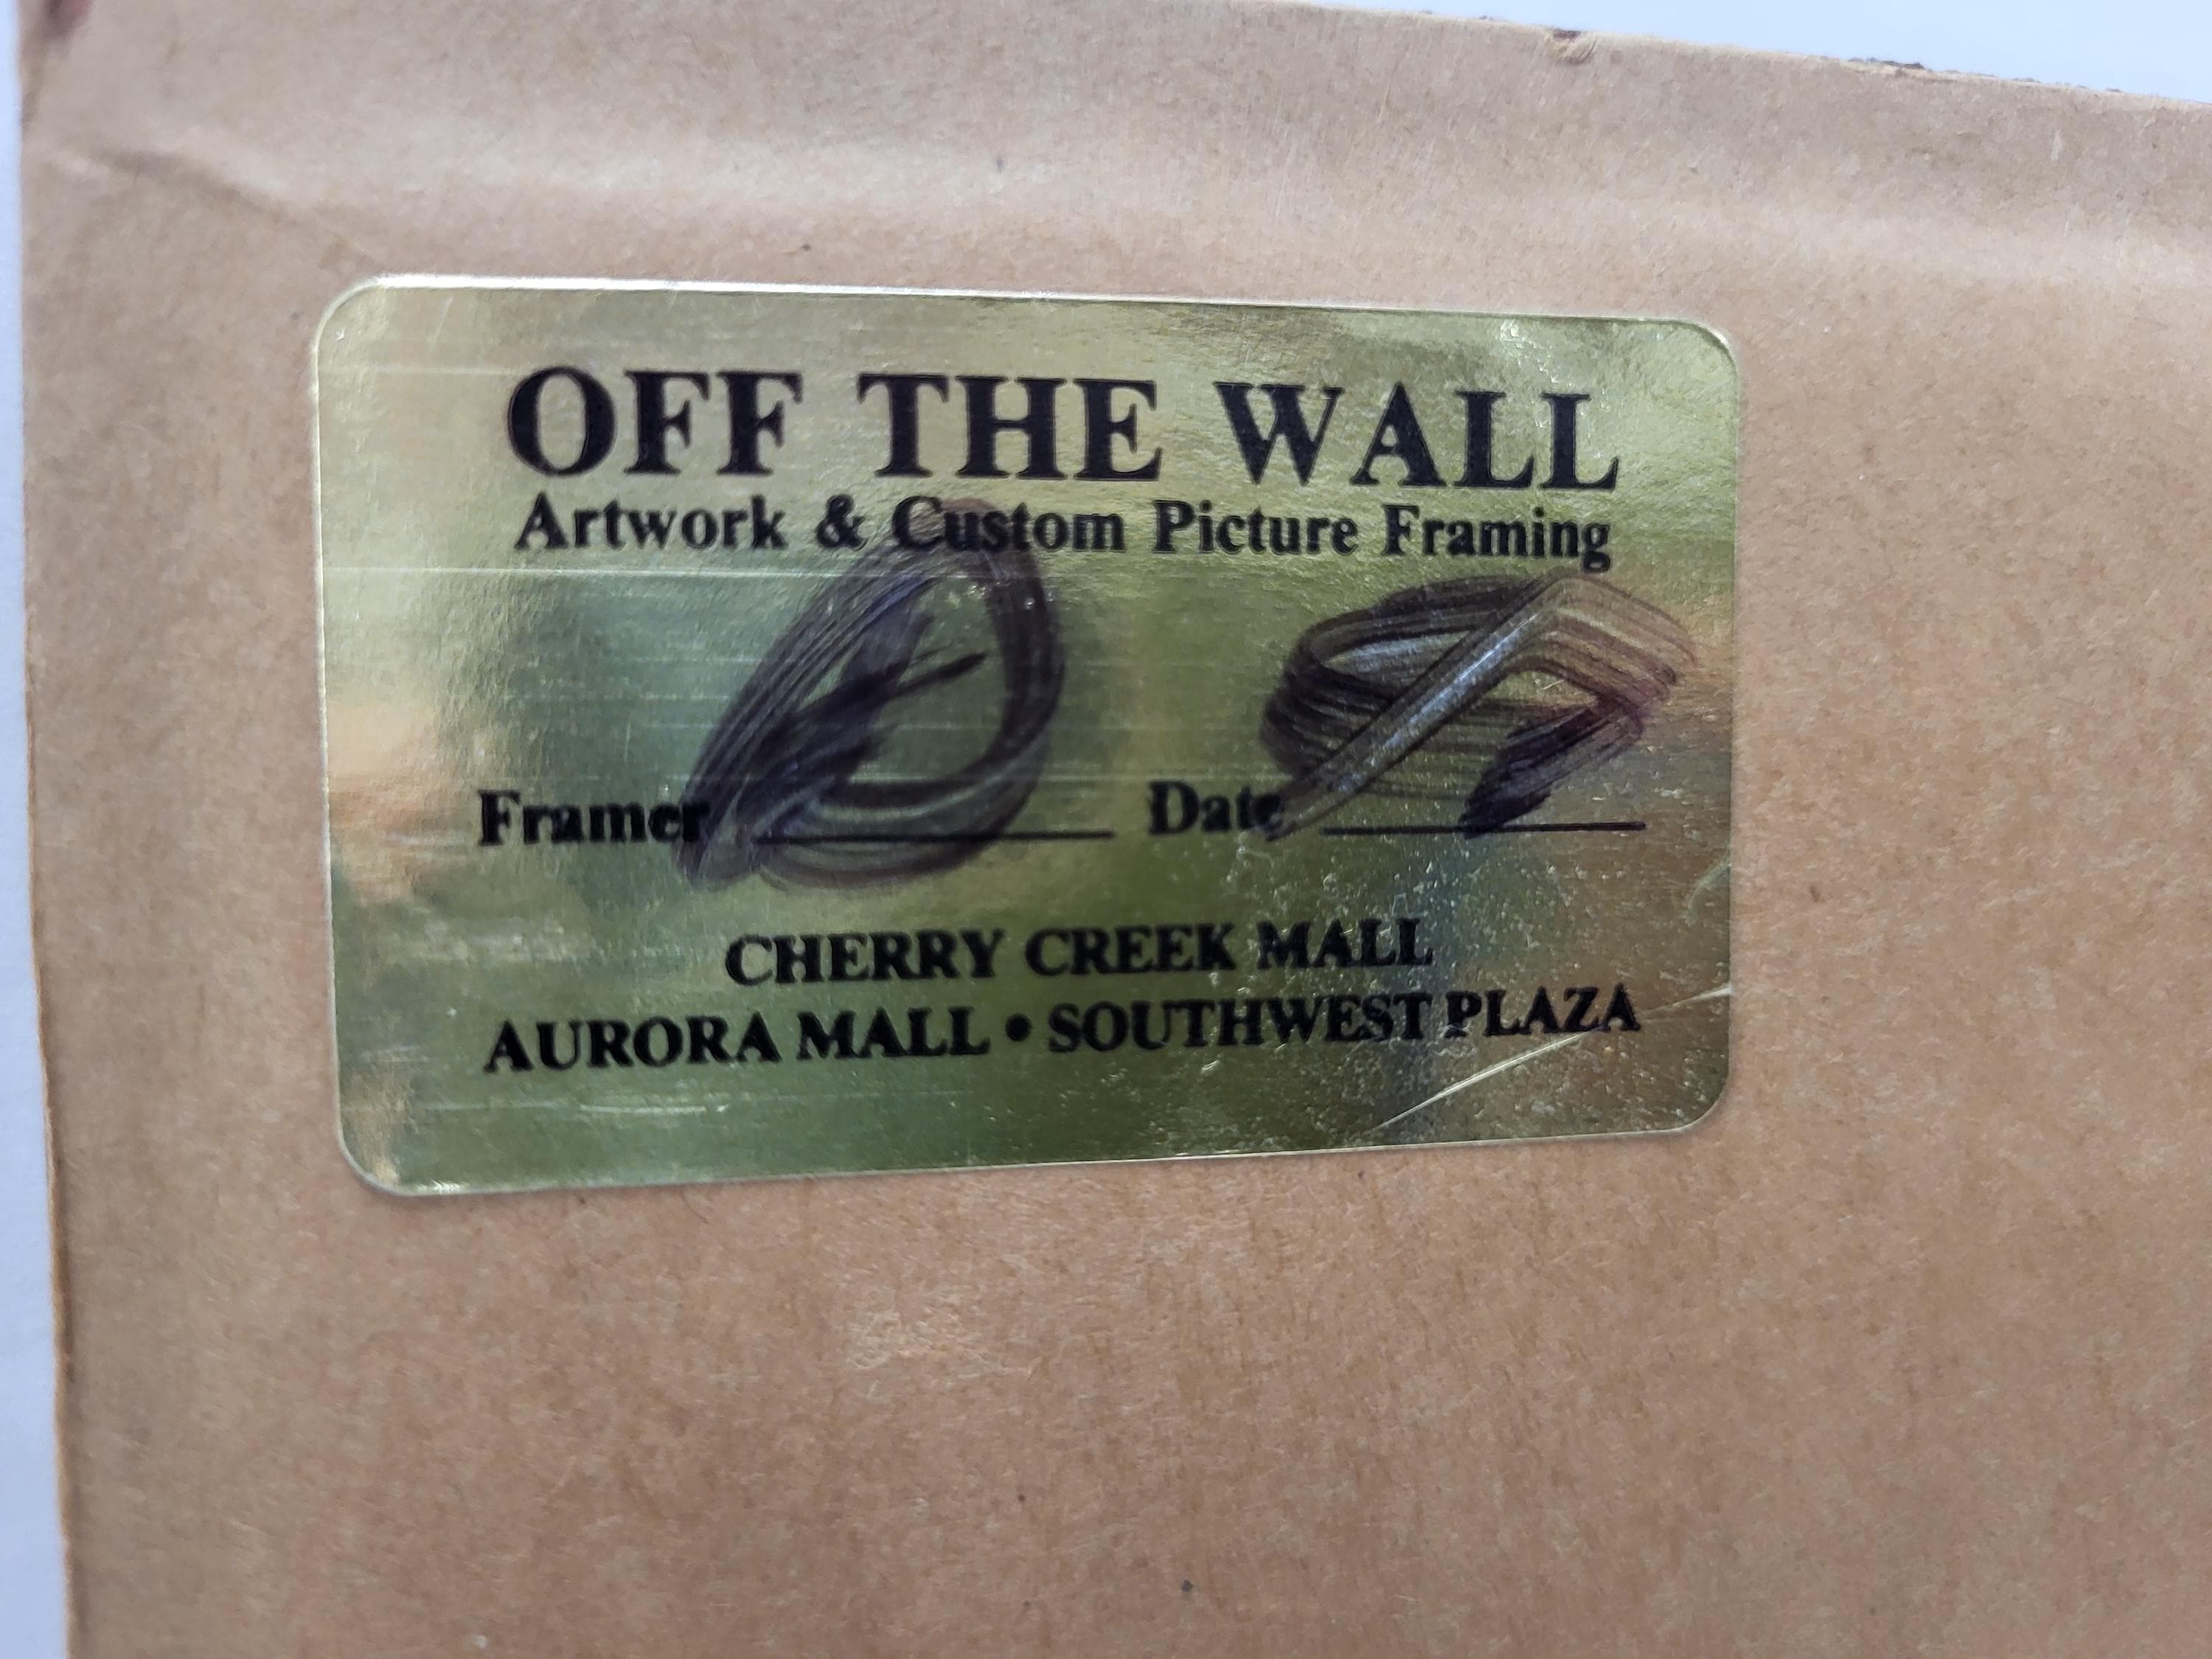 OFF THE WALL
Artwork & Custom Picture Framing
Framer Date
CHERRY CREEK MALL
AURORA MALL • SOUTHWEST PLAZA